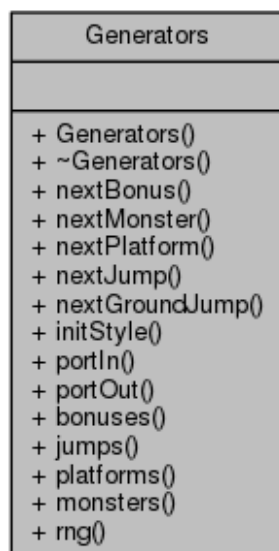 Generators
+ Generators()
+ ~Generators()
+ nextBonus()
+ nextMonster()
+ nextPlatform()
+ nextJump()
+ nextGroundJump()
+ initStyle()
+ portIn()
+ portOut()
+ bonuses()
+ jumps()
+ platforms()
+ monsters()
+ rng()